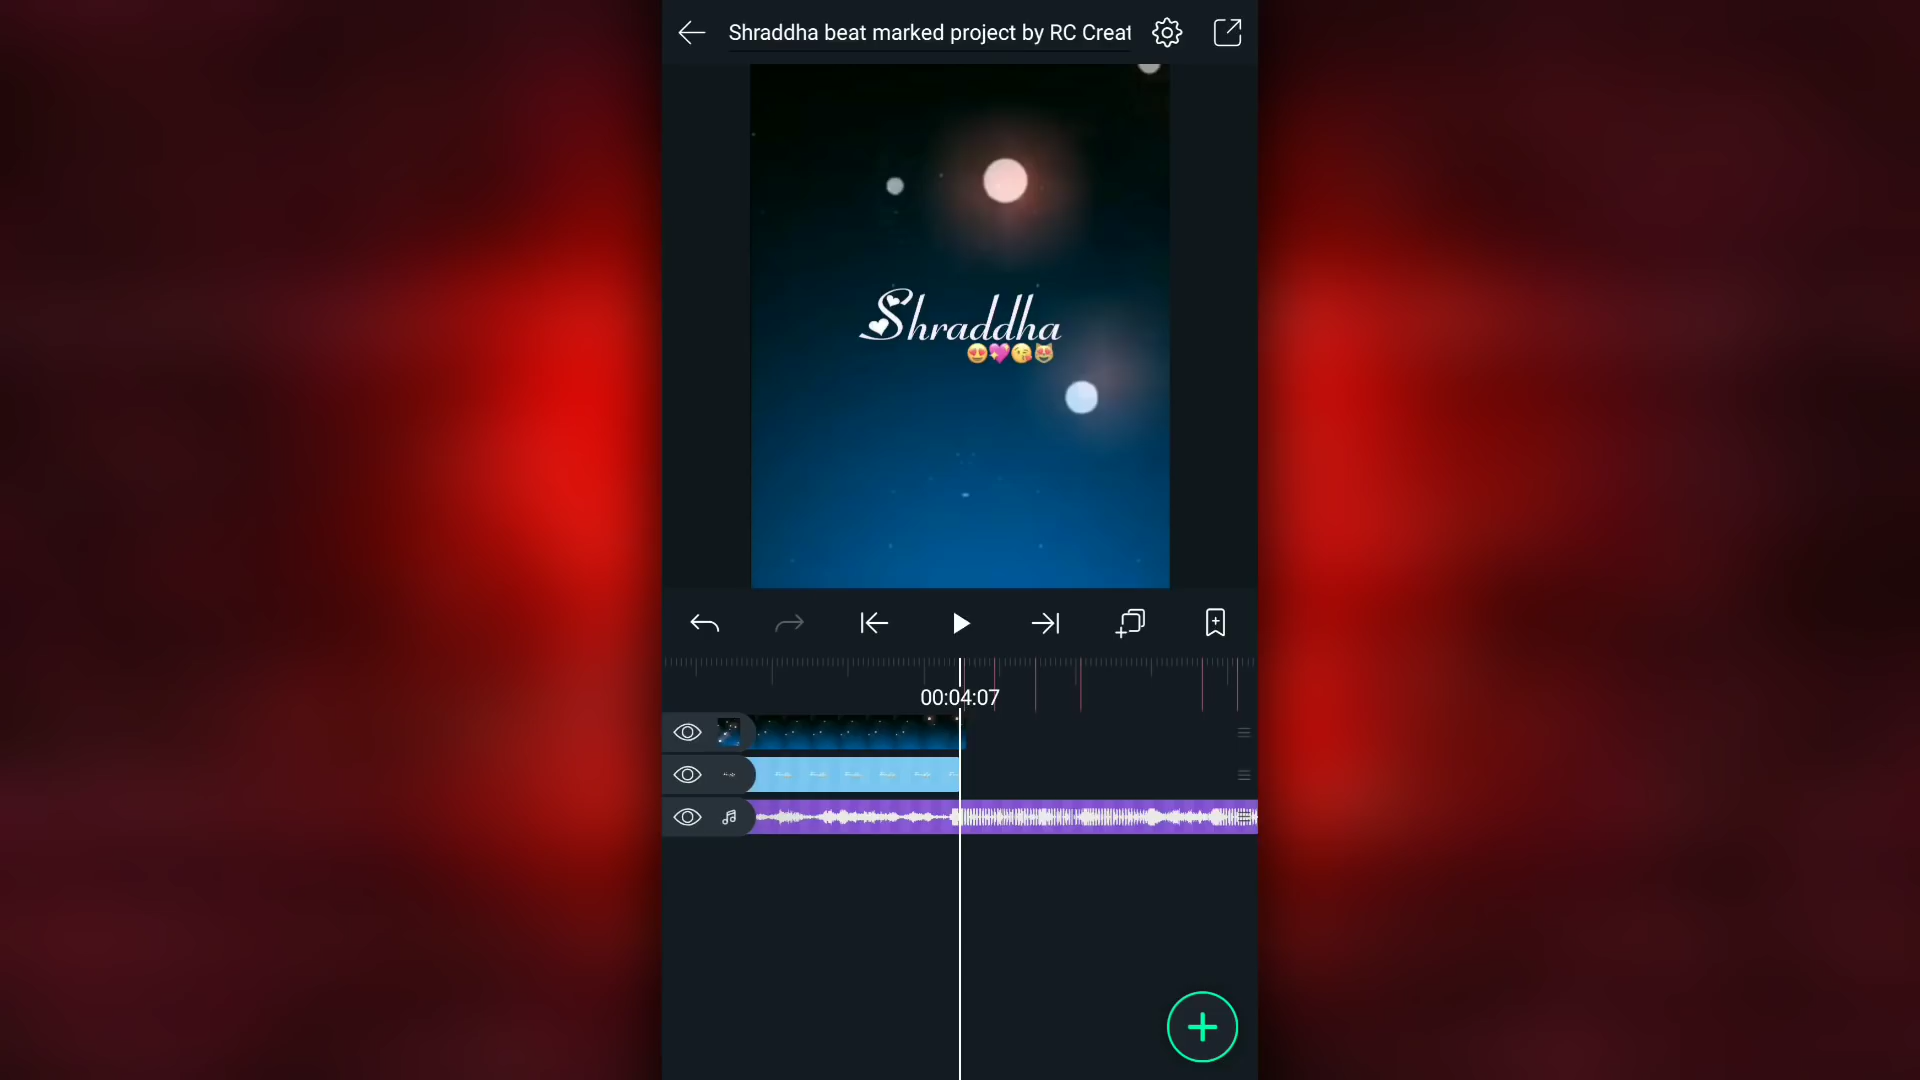 Shraddha beat marked project by RC Creat
Shraddha
😍💖😘😻
00:04:07